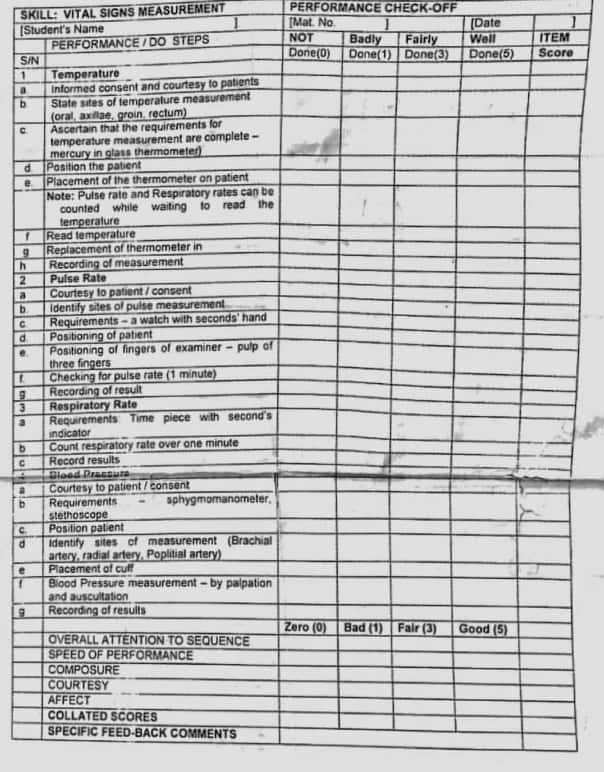 SKILL: VITAL SIGNS MEASUREMENT PERFORMANCE CHECK-OFF
[Student's Name ] [Mat. No. ] [Date ]
PERFORMANCE / DO STEPS NOT Badly Fairly Well ITEM
S/N Done(0) Done(1) Done(3) Done(5) Score
1 Temperature
a. Informed consent and courtesy to patients
b. State sites of temperature measurement
(oral, axillae, groin, rectum)
c. Ascertain that the requirements for
temperature measurement are complete –
mercury in glass thermometer)
d. Position the patient
e. Placement of the thermometer on patient
Note: Pulse rate and Respiratory rates can be
counted while waiting to read the
temperature
f Read temperature
g Replacement of thermometer in
h Recording of measurement
2 Pulse Rate
a Courtesy to patient / consent
b. Identify sites of pulse measurement
c. Requirements – a watch with seconds' hand
d. Positioning of patient
e. Positioning of fingers of examiner – pulp of
three fingers
f. Checking for pulse rate (1 minute)
g Recording of result
3 Respiratory Rate
a Requirements Time piece with second's
indicator
b Count respiratory rate over one minute
c Record results
4 Blood Pressure
a Courtesy to patient / consent
b Requirements – sphygmomanometer,
stethoscope
c. Position patient
d Identify sites of measurement (Brachial
artery, radial artery, Poplitial artery)
e Placement of cuff
f Blood Pressure measurement – by palpation
and auscultation
g Recording of results
Zero (0) Bad (1) Fair (3) Good (5)
OVERALL ATTENTION TO SEQUENCE
SPEED OF PERFORMANCE
COMPOSURE
COURTESY
AFFECT
COLLATED SCORES
SPECIFIC FEED-BACK COMMENTS